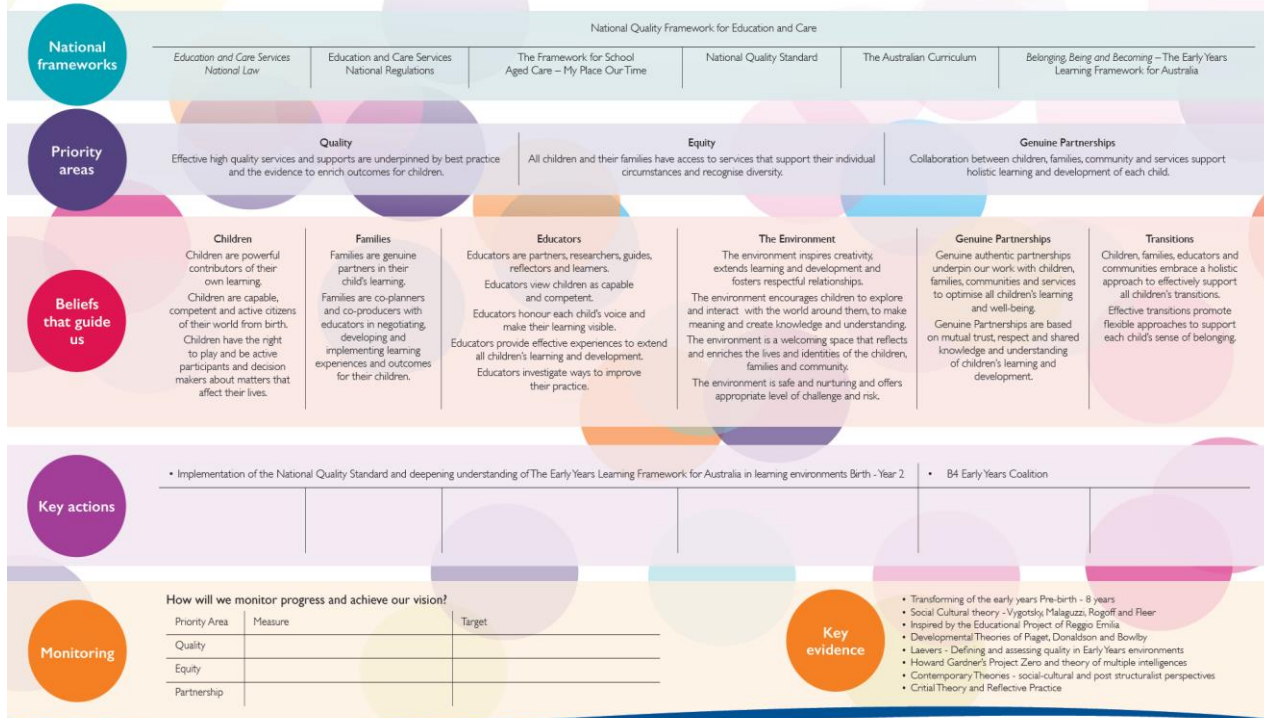 National
frameworks
National Quality Framework for Education and Care
Education and Care Services
National Law
Education and Care Services
National Regulations
The Framework for School
Aged Care – My Place Our Time
National Quality Standard
The Australian Curriculum
Belonging, Being and Becoming – The Early Years
Learning Framework for Australia
Priority
areas
Quality
Effective high quality services and supports are underpinned by best practice
and the evidence to enrich outcomes for children.
Equity
All children and their families have access to services that support their individual
circumstances and recognise diversity.
Genuine Partnerships
Collaboration between children, families, community and services support
holistic learning and development of each child.
Beliefs
that guide
us
Children
Children are powerful
contributors of their
own learning.
Children are capable,
competent and active citizens
of their world from birth.
Children have the right
to play and be active
participants and decision
makers about matters that
affect their lives.
Families
Families are genuine
partners in their
child's learning.
Families are co-planners
and co-producers with
educators in negotiating,
developing and
implementing learning
experiences and outcomes
for their children.
Educators
Educators are partners, researchers, guides,
reflectors and learners.
Educators view children as capable
and competent.
Educators honour each child's voice and
make their learning visible.
Educators provide effective experiences to extend
all children's learning and development.
Educators investigate ways to improve
their practice.
The Environment
The environment inspires creativity,
extends learning and development and
fosters respectful relationships.
The environment encourages children to explore
and interact with the world around them, to make
meaning and create knowledge and understanding.
The environment is a welcoming space that reflects
and enriches the lives and identities of the children,
families and community.
The environment is safe and nurturing and offers
appropriate level of challenge and risk.
Genuine Partnerships
Genuine authentic partnerships
underpin our work with children,
families, communities and services
to optimise all children's learning
and well-being.
Genuine Partnerships are based
on mutual trust, respect and shared
knowledge and understanding
of children's learning and
development.
Transitions
Children, families, educators and
communities embrace a holistic
approach to effectively support
all children's transitions.
Effective transitions promote
flexible approaches to support
each child's sense of belonging.
Key actions
• Implementation of the National Quality Standard and deepening understanding of The Early Years Learning Framework for Australia in learning environments Birth - Year 2
• B4 Early Years Coalition
Monitoring
How will we monitor progress and achieve our vision?
Priority Area Measure Target
Quality
Equity
Partnership
Key
evidence
• Transforming of the early years Pre-birth - 8 years
• Social Cultural theory - Vygotsky, Malaguzzi, Rogoff and Fleer
• Inspired by the Educational Project of Reggio Emilia
• Developmental Theories of Piaget, Donaldson and Bowlby
• Laevers - Defining and assessing quality in Early Years environments
• Howard Gardner's Project Zero and theory of multiple intelligences
• Contemporary Theories - social-cultural and post structuralist perspectives
• Critial Theory and Reflective Practice